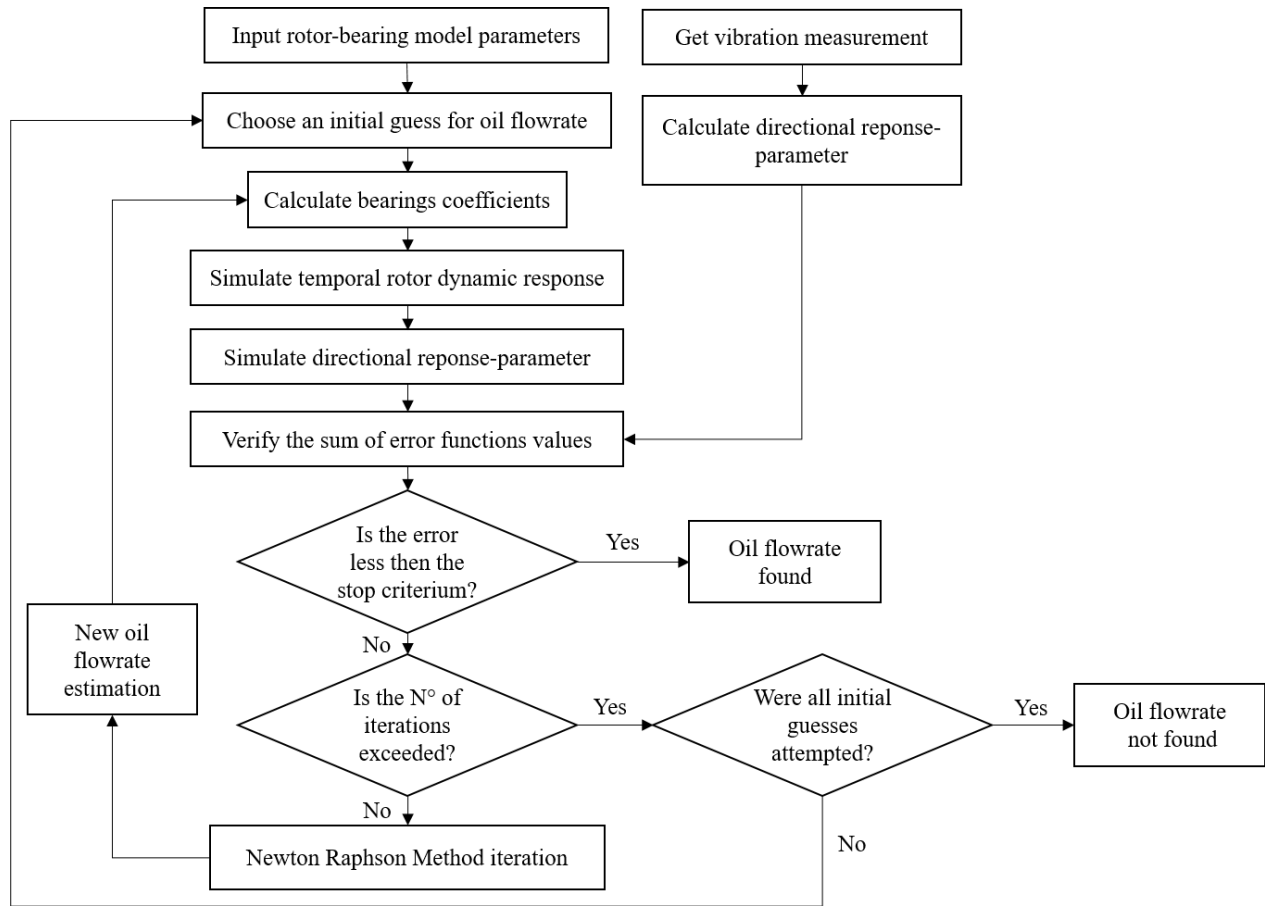 Input rotor-bearing model parameters
Get vibration measurement
Choose an initial guess for oil flowrate
Calculate directional reponse-
parameter
Calculate bearings coefficients
Simulate temporal rotor dynamic response
Simulate directional reponse-parameter
Verify the sum of error functions values
Is the error
less then the
stop criterium?
Yes
Oil flowrate
found
No
New oil
flowrate
estimation
Is the N° of
iterations
exceeded?
Yes
Were all initial
guesses
attempted?
Yes
Oil flowrate
not found
No
No
Newton Raphson Method iteration